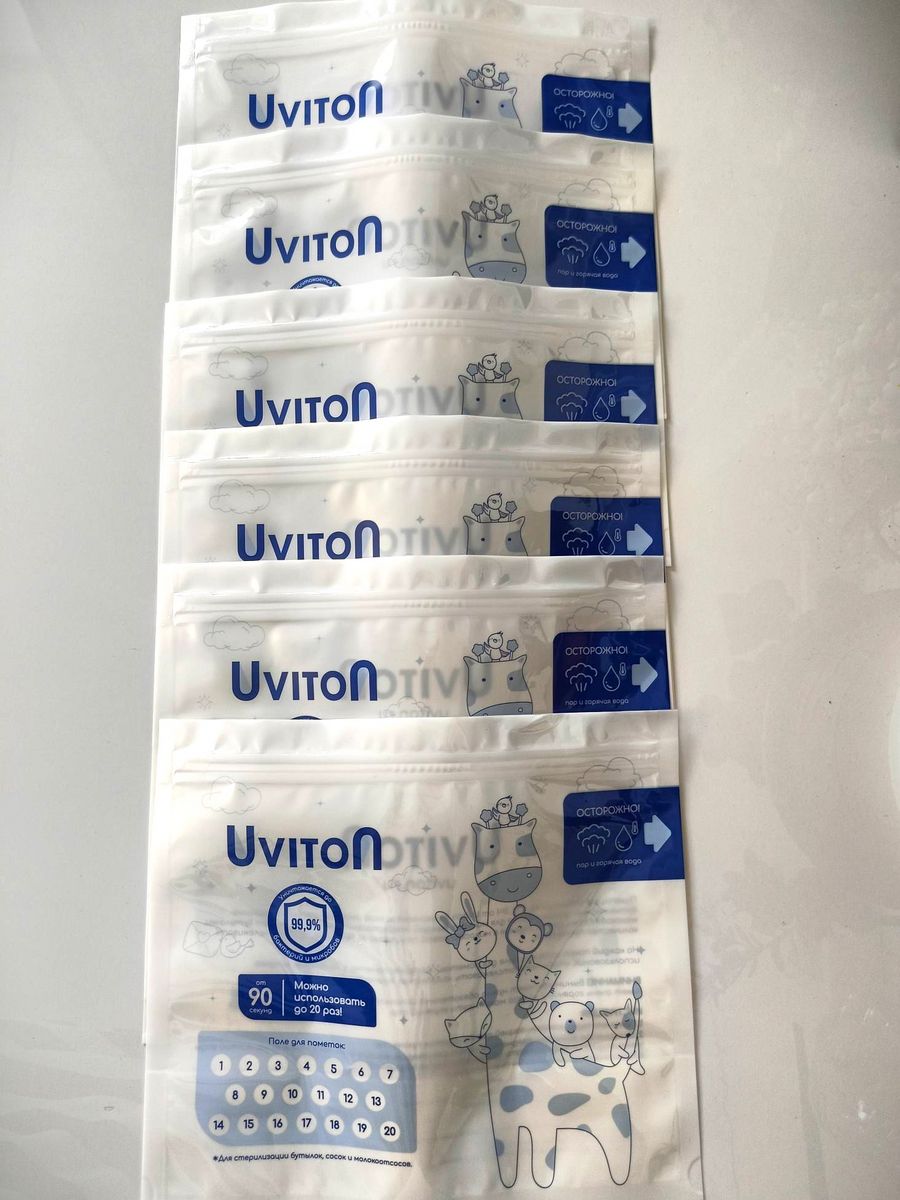 UVITON
ОСТОРОЖНО!
UVITON
ОСТОРОЖНО!
пар и горячая вода
UVITON
ОСТОРОЖНО!
UVITON
ОСТОРОЖНО!
UVITON
ОСТОРОЖНО!
пар и горячая вода
UVITON
ОСТОРОЖНО!
пар и горячая вода
Уничтожается до
99,9%
бактерий и микробов
от
90
секунд
Можно
использовать
до 20 раз!
Поле для пометок:
1 2 3 4 5 6 7
8 9 10 11 12 13
14 15 16 17 18 19 20
*Для стерилизации бутылок, сосок и молокоотсосов.